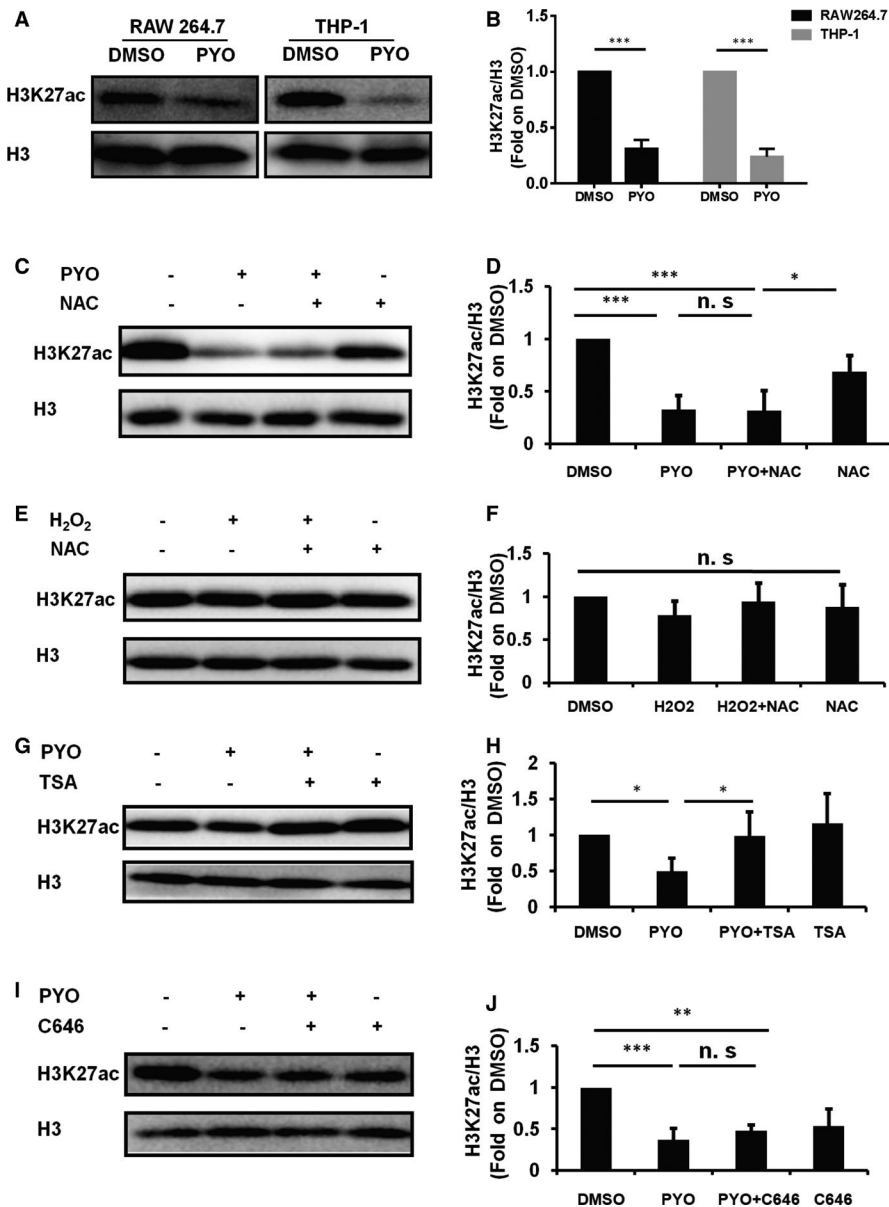 A
RAW 264.7 THP-1
DMSO PYO DMSO PYO
H3K27ac
H3
B
RAW264.7
THP-1
H3K27ac/H3
(Fold on DMSO)
1.5
1.0
0.5
0.0
*** ***
DMSO PYO DMSO PYO
C
PYO - + + -
NAC - - + +
H3K27ac
H3
D
H3K27ac/H3
(Fold on DMSO)
1.5
1
0.5
0
*** *
*** n. s
DMSO PYO PYO+NAC NAC
E
H2O2 - + + -
NAC - - + +
H3K27ac
H3
F
H3K27ac/H3
(Fold on DMSO)
1.5
1
0.5
0
n. s
DMSO H2O2 H2O2+NAC NAC
G
PYO - + + -
TSA - - + +
H3K27ac
H3
H
H3K27ac/H3
(Fold on DMSO)
2
1.5
1
0.5
0
* *
DMSO PYO PYO+TSA TSA
I
PYO - + + -
C646 - - + +
H3K27ac
H3
J
H3K27ac/H3
(Fold on DMSO)
2
1.5
1
0.5
0
**
*** n. s
DMSO PYO PYO+C646 C646